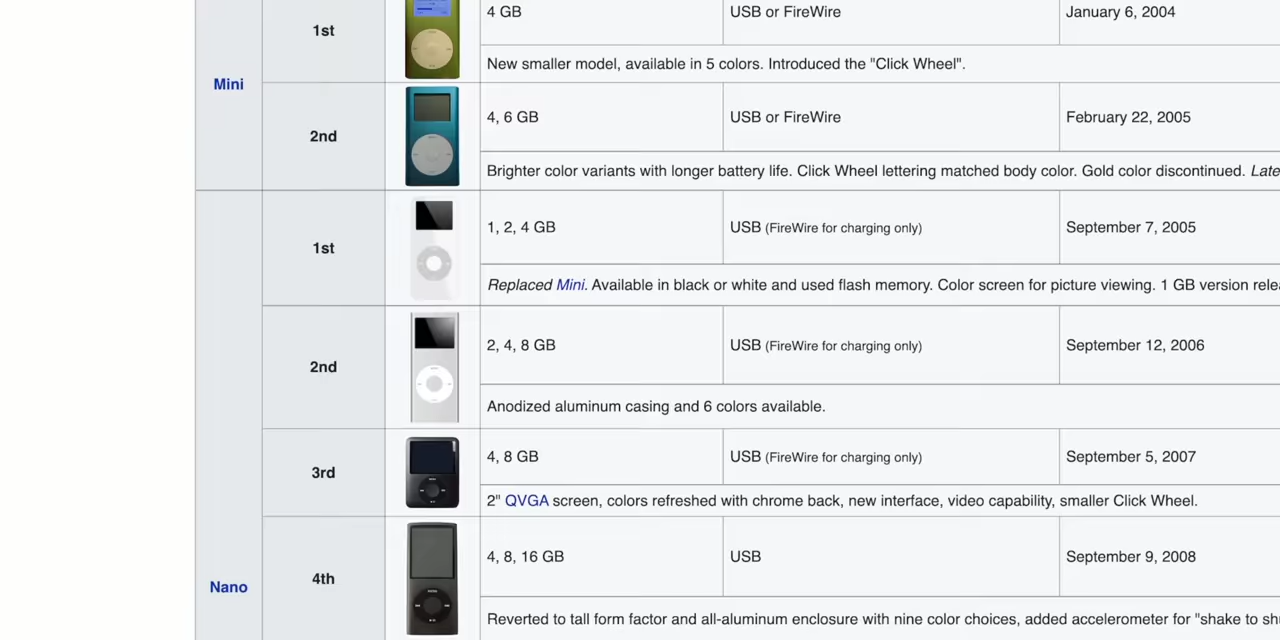 4 GB USB or FireWire January 6, 2004
1st
New smaller model, available in 5 colors. Introduced the "Click Wheel".
Mini
4, 6 GB USB or FireWire February 22, 2005
2nd
Brighter color variants with longer battery life. Click Wheel lettering matched body color. Gold color discontinued. Late
1, 2, 4 GB USB (FireWire for charging only) September 7, 2005
1st
Replaced Mini. Available in black or white and used flash memory. Color screen for picture viewing. 1 GB version rele
2, 4, 8 GB USB (FireWire for charging only) September 12, 2006
2nd
Anodized aluminum casing and 6 colors available.
4, 8 GB USB (FireWire for charging only) September 5, 2007
3rd
2" QVGA screen, colors refreshed with chrome back, new interface, video capability, smaller Click Wheel.
4, 8, 16 GB USB September 9, 2008
4th
Nano
Reverted to tall form factor and all-aluminum enclosure with nine color choices, added accelerometer for "shake to sh